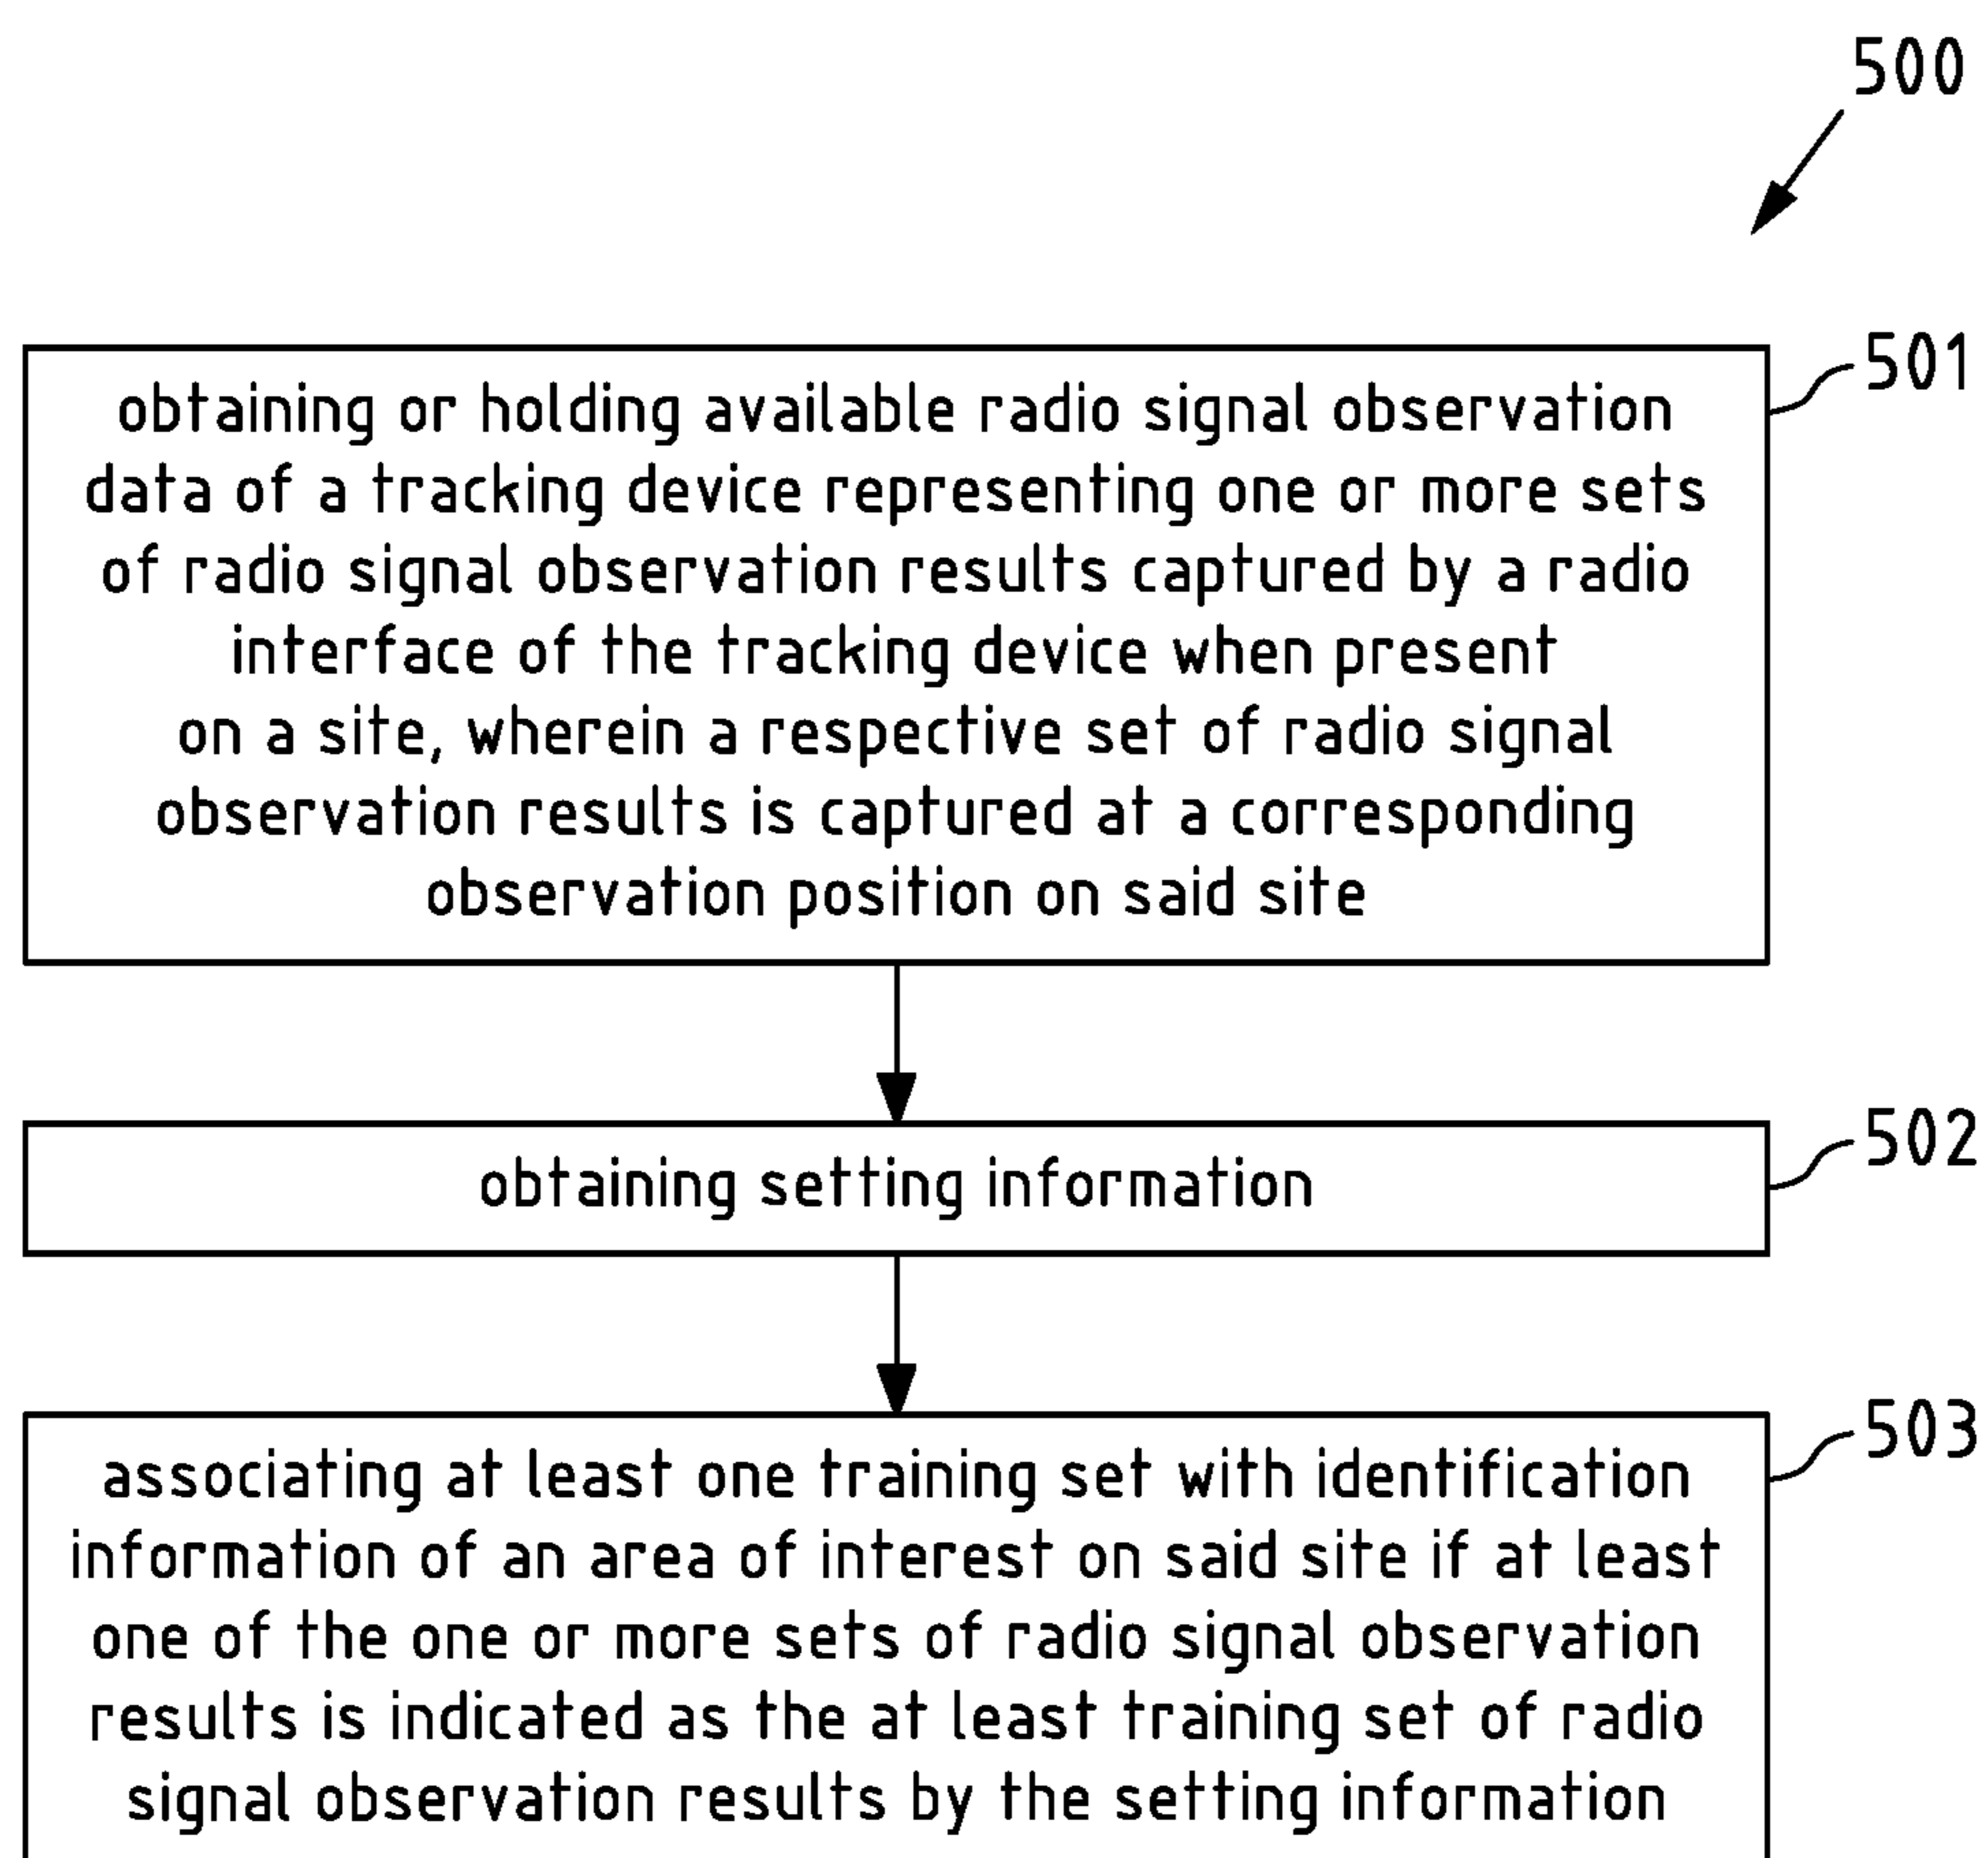 500
501
obtaining or holding available radio signal observation
data of a tracking device representing one or more sets
of radio signal observation results captured by a radio
interface of the tracking device when present
on a site, wherein a respective set of radio signal
observation results is captured at a corresponding
observation position on said site
502
obtaining setting information
503
associating at least one training set with identification
information of an area of interest on said site if at least
one of the one or more sets of radio signal observation
results is indicated as the at least training set of radio
signal observation results by the setting information